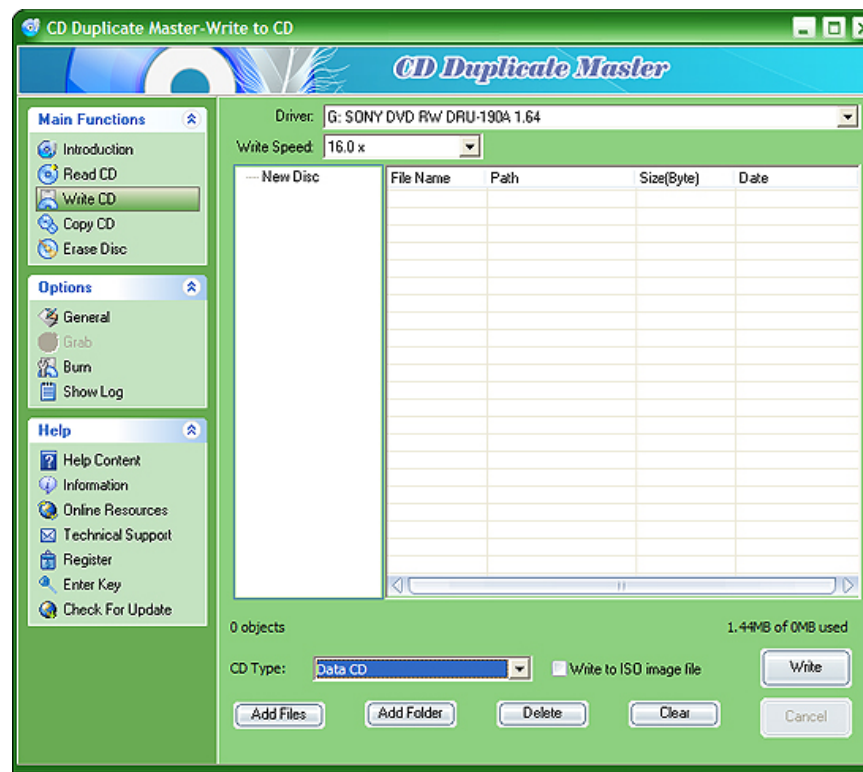 CD Duplicate Master-Write to CD
CD Duplicate Master
Main Functions
Introduction
Read CD
Write CD
Copy CD
Erase Disc
Options
General
Grab
Burn
Show Log
Help
Help Content
Information
Online Resources
Technical Support
Register
Enter Key
Check For Update
Driver: G: SONY DVD RW DRU-190A 1.64
Write Speed: 16.0 x
New Disc
File Name Path Size(Byte) Date
0 objects 1.44MB of 0MB used
CD Type: Data CD Write to ISO image file Write
Add Files Add Folder Delete Clear Cancel